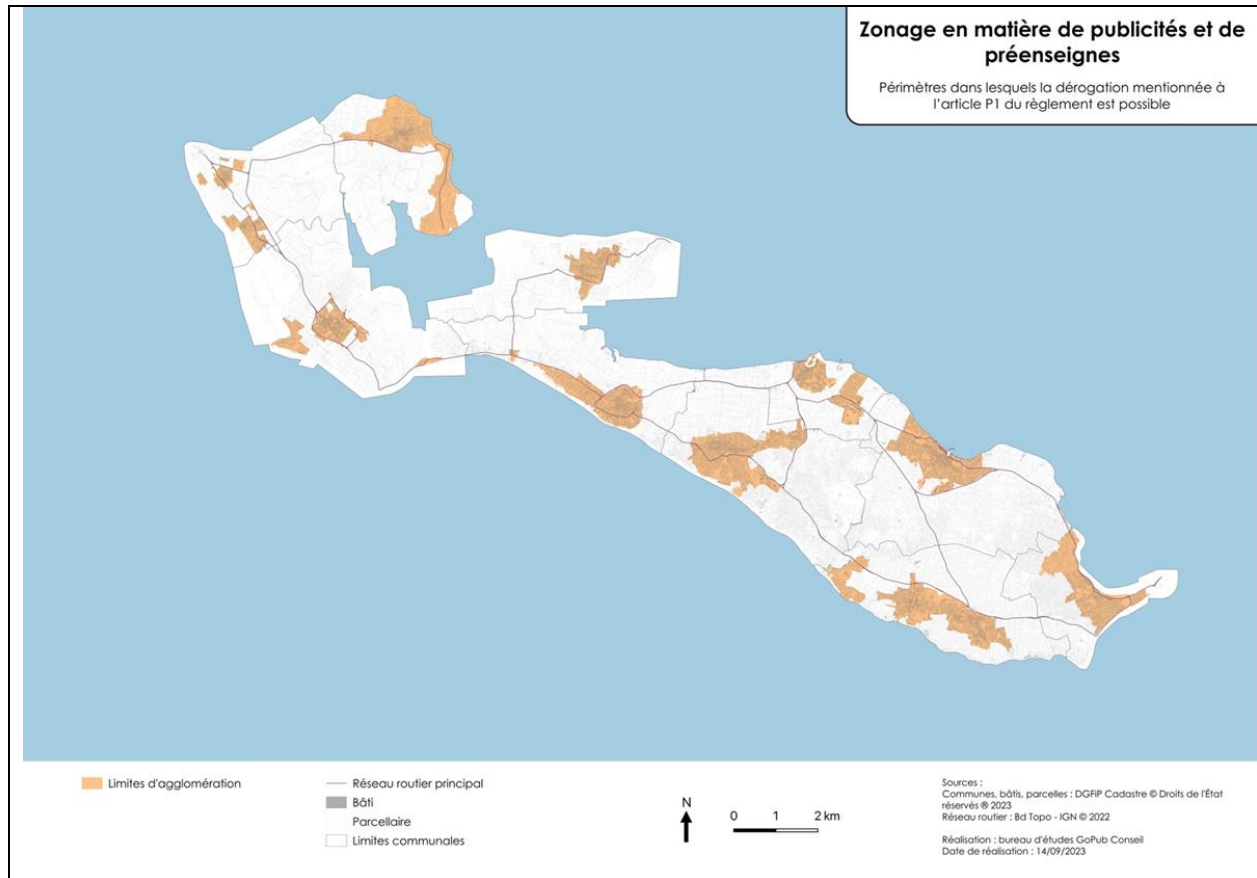 Zonage en matière de publicités et de
préenseignes
Périmètres dans lesquels la dérogation mentionnée à
l'article P1 du règlement est possible
Limites d'agglomération
Réseau routier principal
Bâti
Parcellaire
Limites communales
N
0 1 2 km
Sources :
Communes, bâtis, parcelles : DGFiP Cadastre © Droits de l'État
réservés ® 2023
Réseau routier : Bd Topo - IGN © 2022
Réalisation : bureau d'études GoPub Conseil
Date de réalisation : 14/09/2023